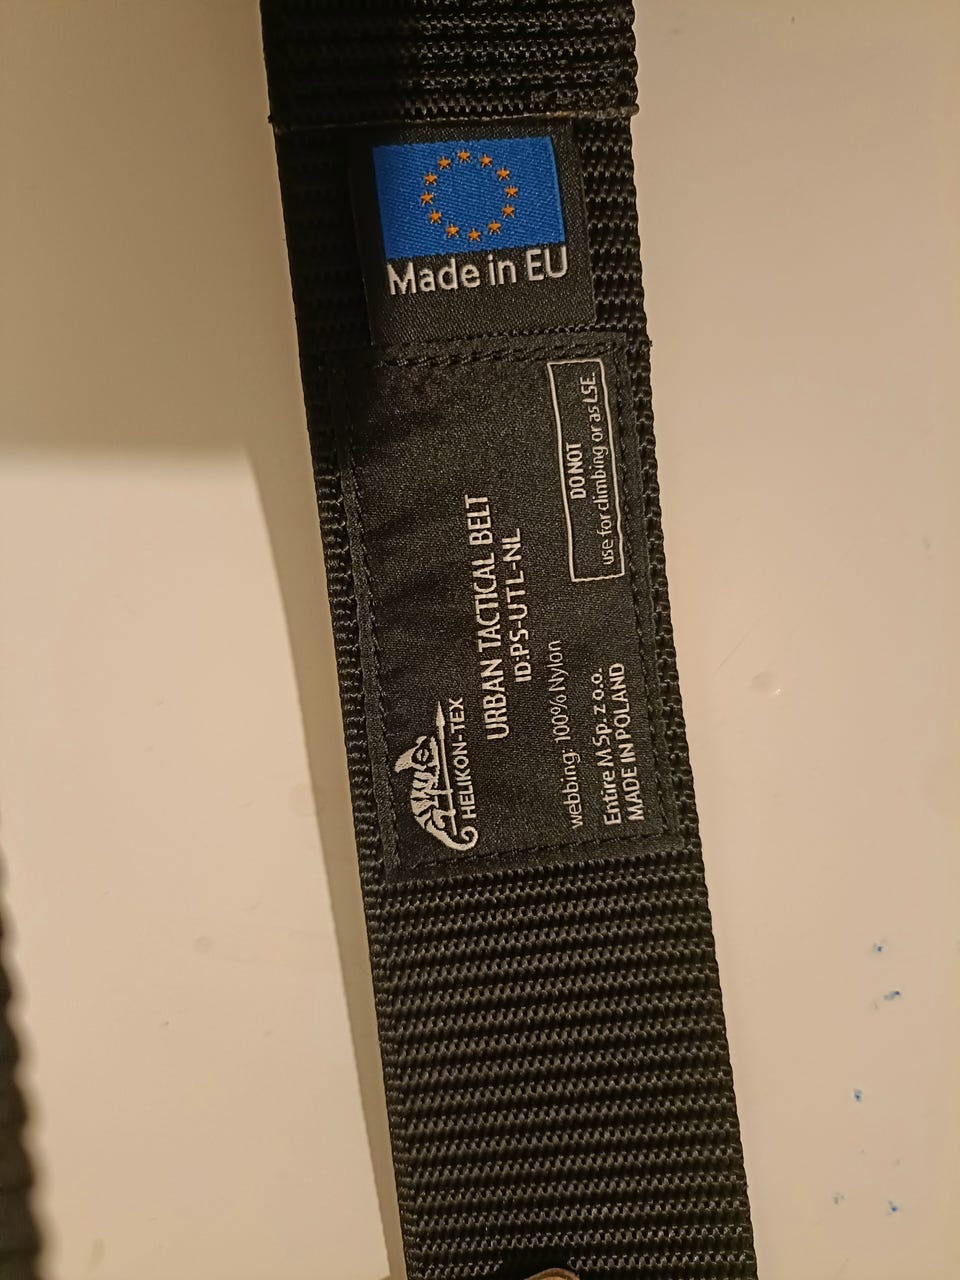 Made in EU
HELIKON-TEX
URBAN TACTICAL BELT
ID:PS-UTL-NL
webbing: 100% Nylon
Entire M Sp. z o.o.
MADE IN POLAND
DO NOT
use for climbing or as LSE.